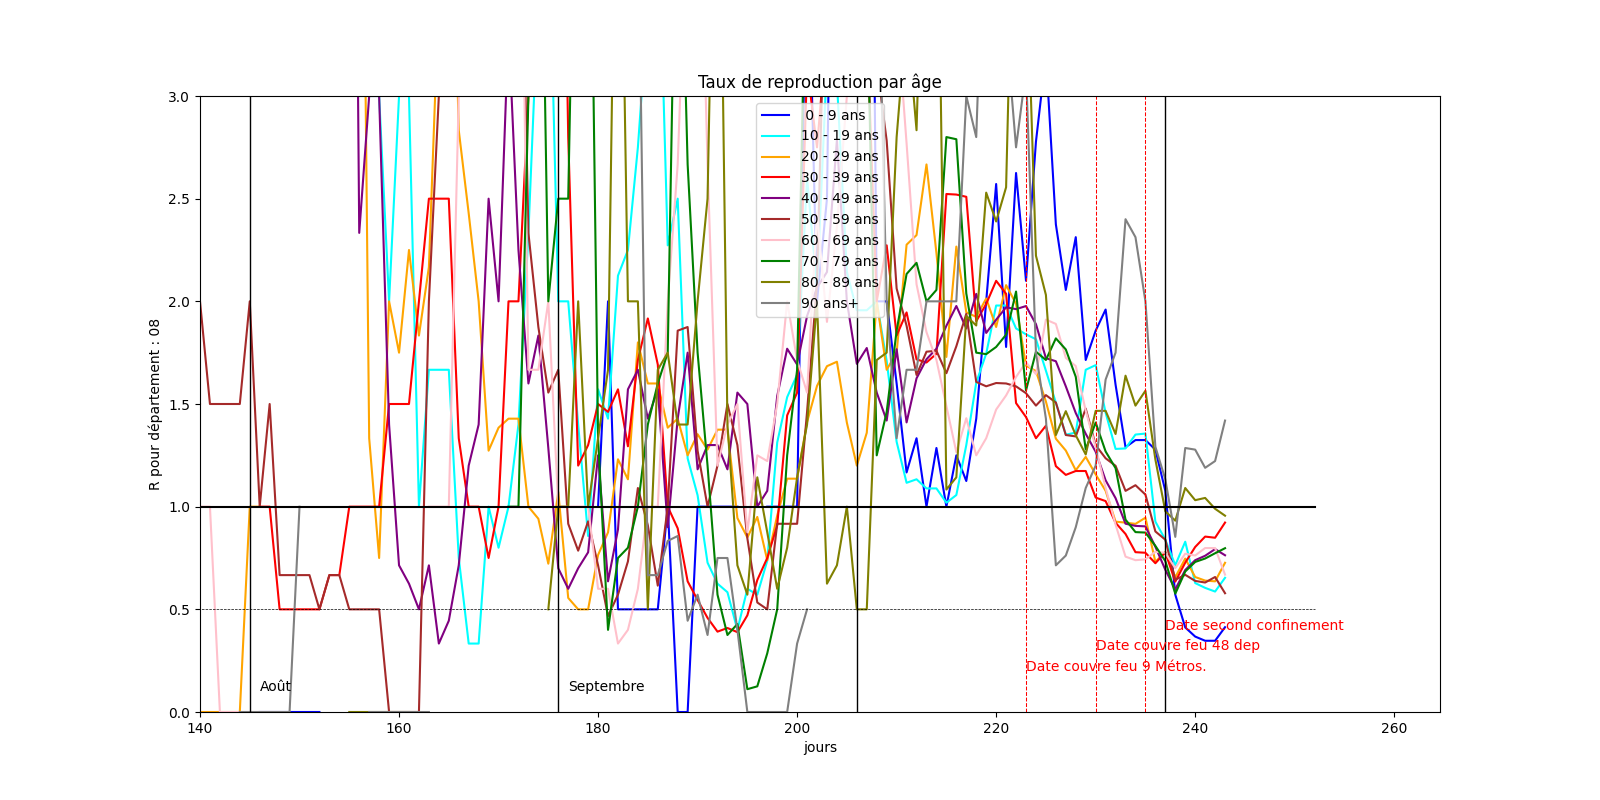 Taux de reproduction par âge
R pour département : 08
3.0
2.5
2.0
1.5
1.0
0.5
0.0
0 - 9 ans
10 - 19 ans
20 - 29 ans
30 - 39 ans
40 - 49 ans
50 - 59 ans
60 - 69 ans
70 - 79 ans
80 - 89 ans
90 ans+
Date second confinement
Date couvre feu 48 dep
Date couvre feu 9 Métros.
Août
Septembre
140
160
180
200
220
240
260
jours